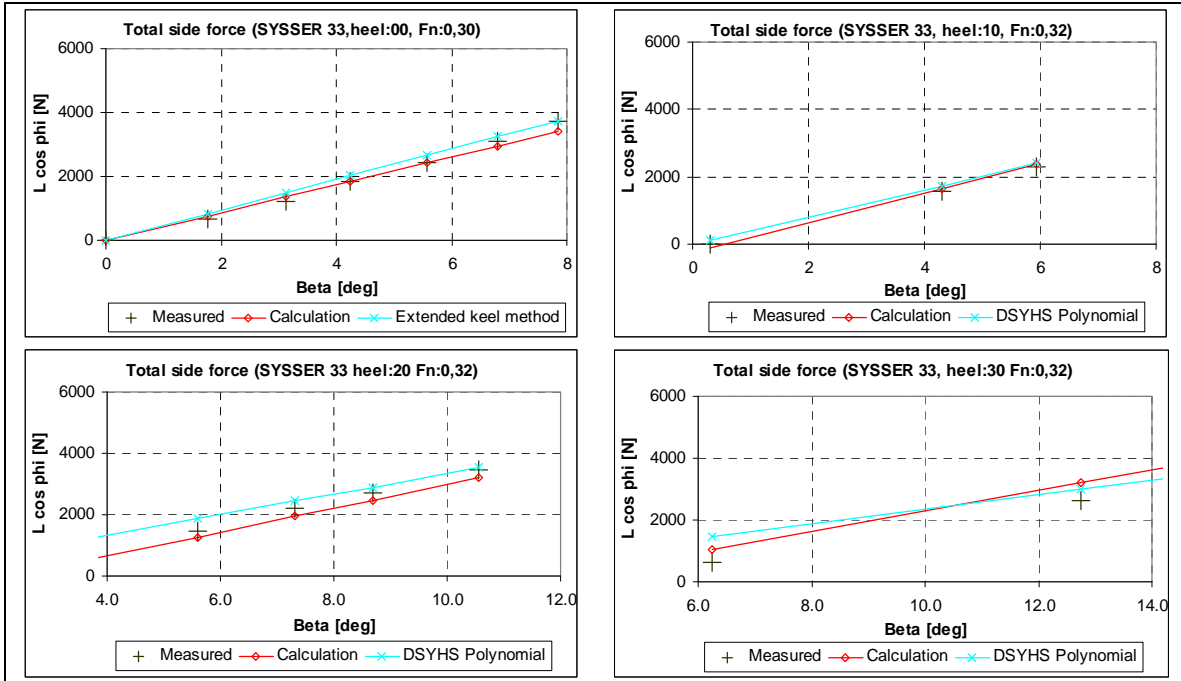 Total side force (SYSSER 33,heel:00, Fn:0,30)
6000
4000
2000
0
L cos phi [N]
0 2 4 6 8
Beta [deg]
Measured Calculation Extended keel method
Total side force (SYSSER 33, heel:10, Fn:0,32)
6000
4000
2000
0
L cos phi [N]
0 2 4 6 8
Beta [deg]
Measured Calculation DSYHS Polynomial
Total side force (SYSSER 33 heel:20 Fn:0,32)
6000
4000
2000
0
L cos phi [N]
4.0 6.0 8.0 10.0 12.0
Beta [deg]
Measured Calculation DSYHS Polynomial
Total side force (SYSSER 33, heel:30 Fn:0,32)
6000
4000
2000
0
L cos phi [N]
6.0 8.0 10.0 12.0 14.0
Beta [deg]
Measured Calculation DSYHS Polynomial